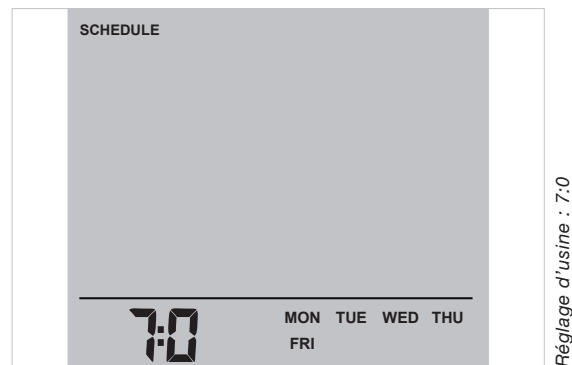 SCHEDULE
7:0
MON TUE WED THU
FRI
Réglage d'usine : 7:0